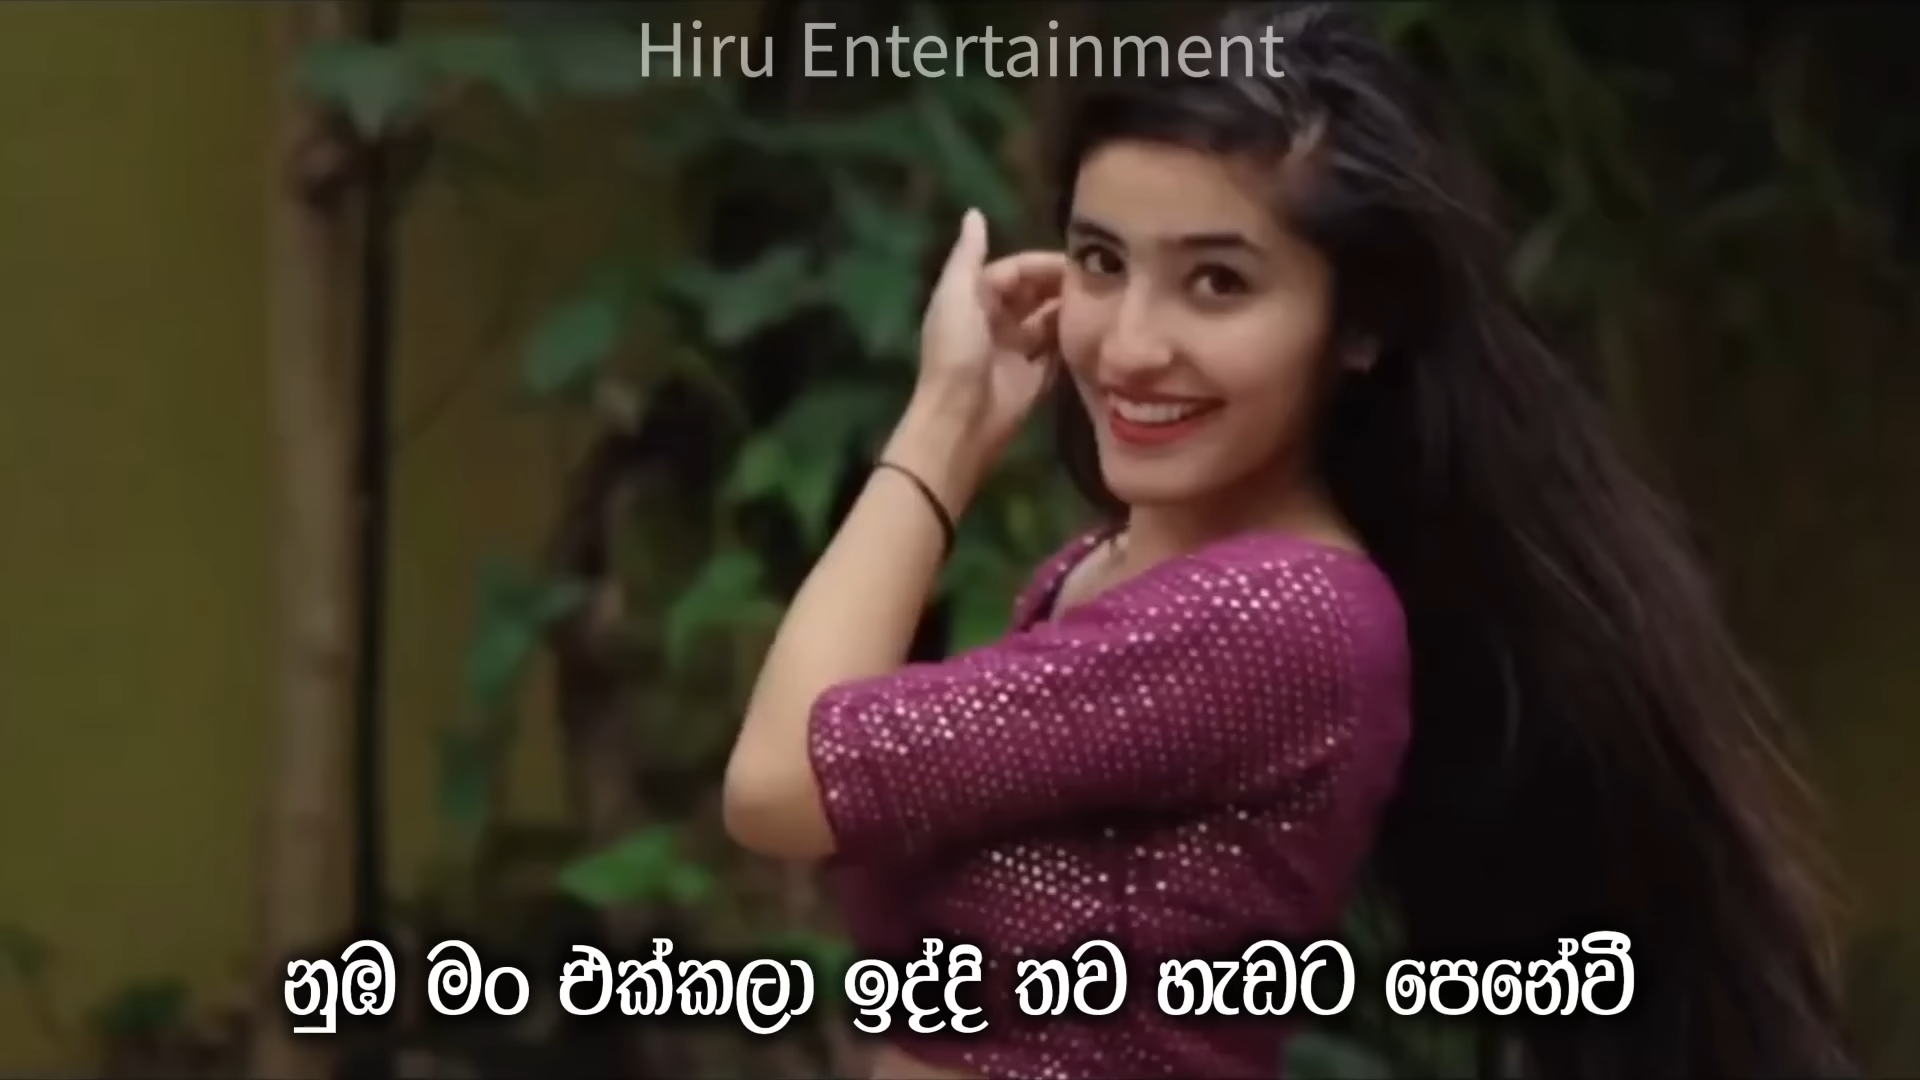 Hiru Entertainment
නුඹ මං එක්කලා ඉද්දි තව හැඩට පෙනේවී